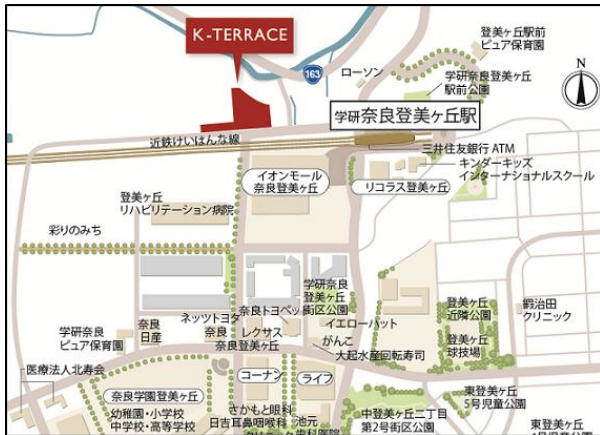 K-TERRACE
163
ローソン
登美ヶ丘駅前
ピュア保育園
学研奈良登美ヶ丘
駅前公園
N
学研奈良登美ヶ丘駅
近鉄けいはんな線
三井住友銀行 ATM
キンダーキッズ
インターナショナルスクール
イオンモール
奈良登美ヶ丘
リコラス登美ヶ丘
登美ヶ丘
リハビリテーション病院
彩りのみち
学研奈良
登美ヶ丘
街区公園
奈良トヨペット
ネッツトヨタ
奈良
レクサス
奈良登美ヶ丘
イエローハット
がんこ
大起水産回転寿司
登美ヶ丘
近隣公園
登美ヶ丘
球技場
クリニック
学研奈良
ピュア保育園
奈良
日産
医療法人北寿会
奈良学園登美ヶ丘
幼稚園・小学校
中学校・高等学校
コーナン
ライフ
さかもと眼科
日吉耳鼻咽喉科
池元
歯科医院
中登美ヶ丘二丁目
第2号街区公園
東登美ヶ丘
5号児童公園
東登美ヶ丘